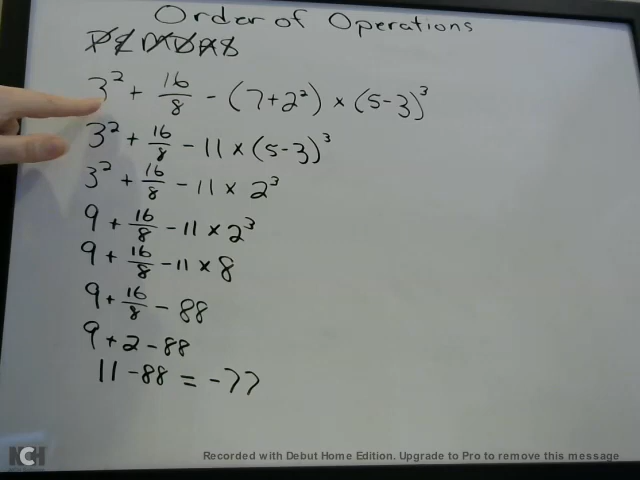 Order of Operations
PEMDAS
3² + 16/8 - (7+2²) × (5-3)³
3² + 16/8 - 11 × (5-3)³
3² + 16/8 - 11 × 2³
9 + 16/8 - 11 × 2³
9 + 16/8 - 11 × 8
9 + 16/8 - 88
9 + 2 - 88
11 - 88 = -77
NCH
Recorded with Debut Home Edition. Upgrade to Pro to remove this message